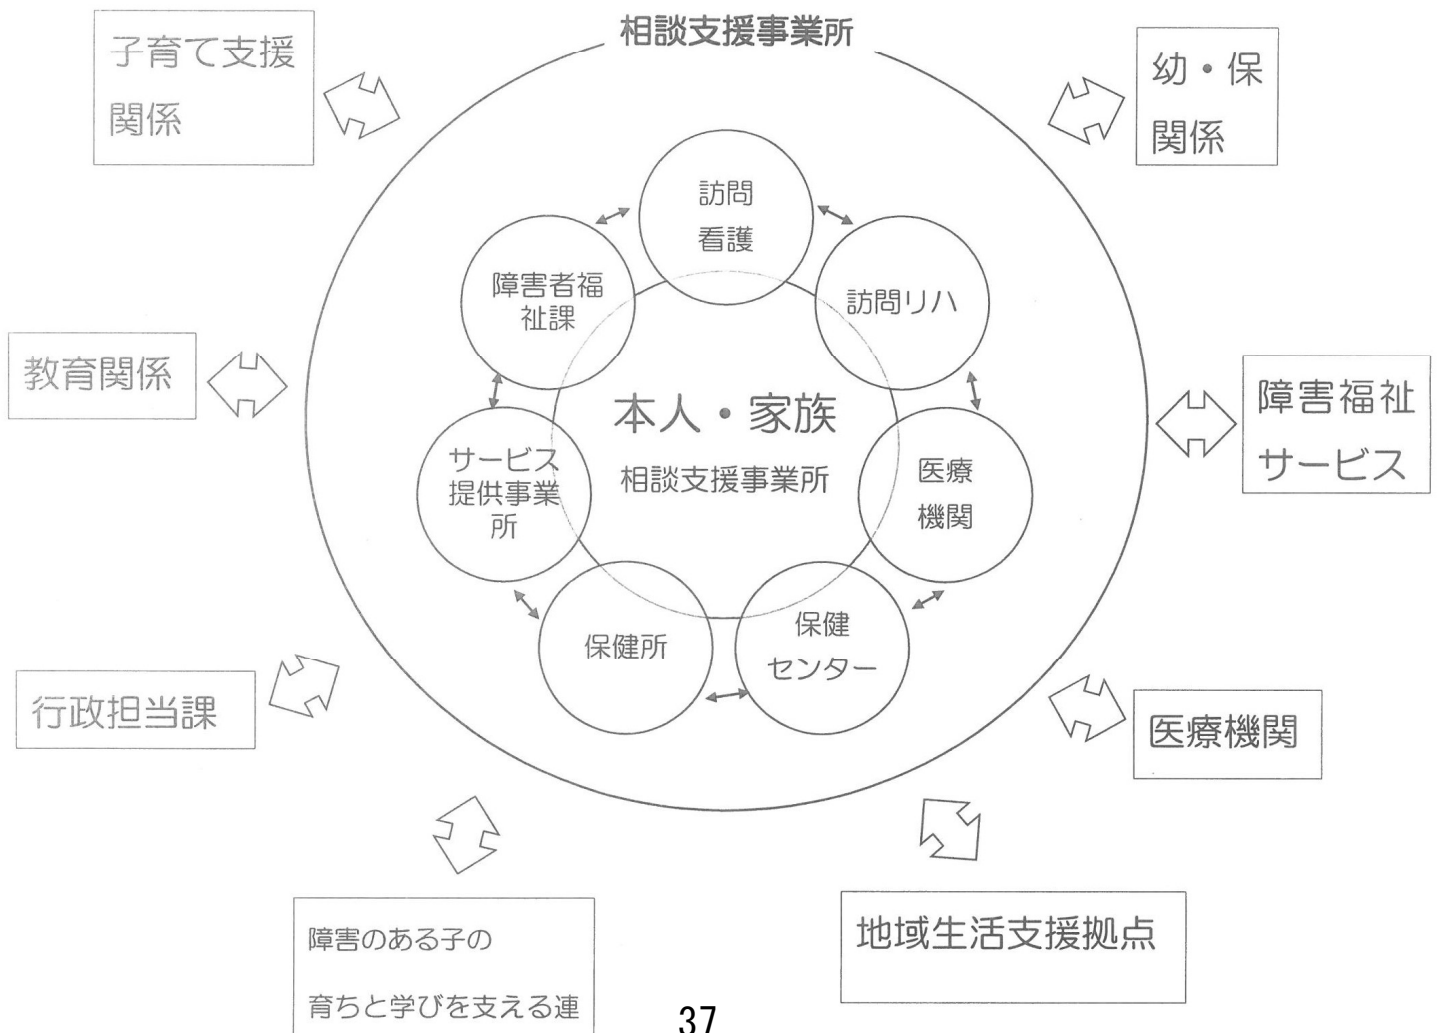 相談支援事業所
子育て支援
関係
幼・保
関係
訪問
看護
障害者福
祉課
訪問リハ
教育関係
本人・家族
相談支援事業所
障害福祉
サービス
サービス
提供事業
所
医療
機関
保健所
保健
センター
行政担当課
医療機関
障害のある子の
育ちと学びを支える連
地域生活支援拠点
37